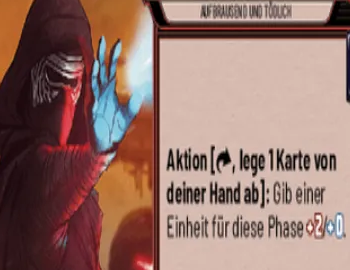 AUFBRAUSEND UND TÖDLICH
Aktion [, lege 1 Karte von
deiner Hand ab]: Gib einer
Einheit für diese Phase +2/+0.